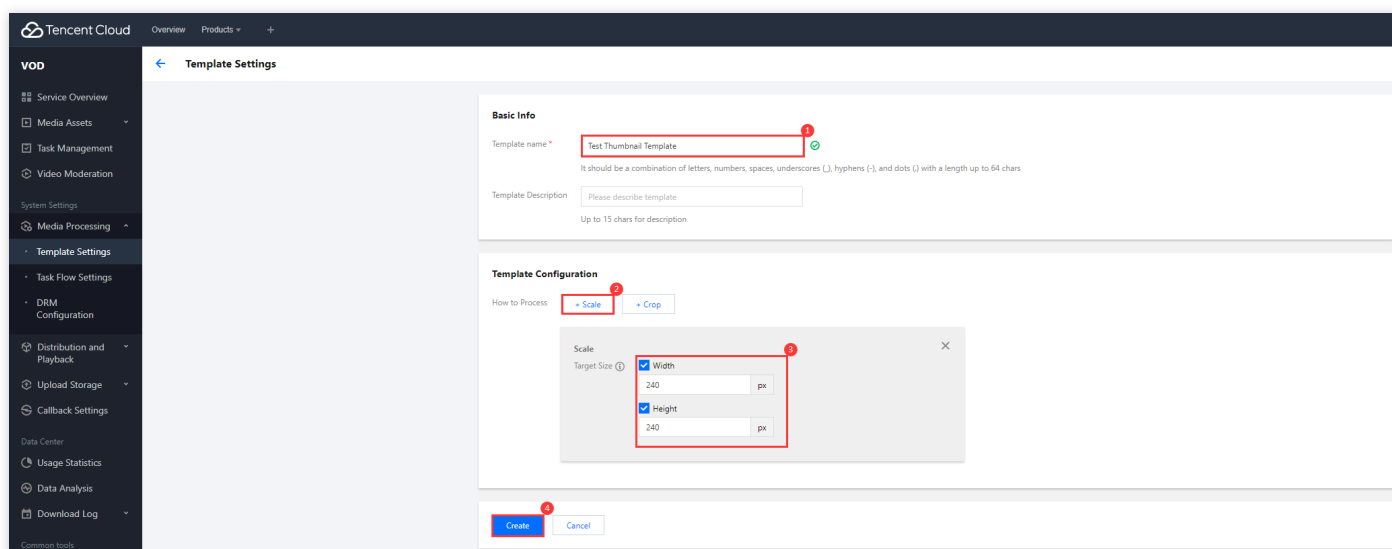 Tencent Cloud
Overview
Products
+
VOD
Template Settings
Service Overview
Media Assets
Task Management
Video Moderation
System Settings
Media Processing
Template Settings
Task Flow Settings
DRM
Configuration
Distribution and
Playback
Upload Storage
Callback Settings
Data Center
Usage Statistics
Data Analysis
Download Log
Common tools
Basic Info
1
Template name *
Test Thumbnail Template
It should be a combination of letters, numbers, spaces, underscores (_), hyphens (-), and dots (.) with a length up to 64 chars
Template Description
Please describe template
Up to 15 chars for description
Template Configuration
2
How to Process
+ Scale
+ Crop
Scale
3
Target Size
Width
240 px
Height
240 px
4
Create
Cancel